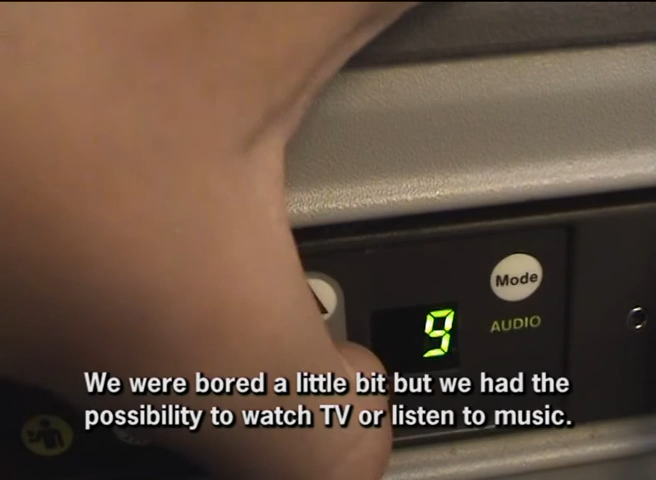 Mode
9
AUDIO
We were bored a little bit but we had the
possibility to watch TV or listen to music.